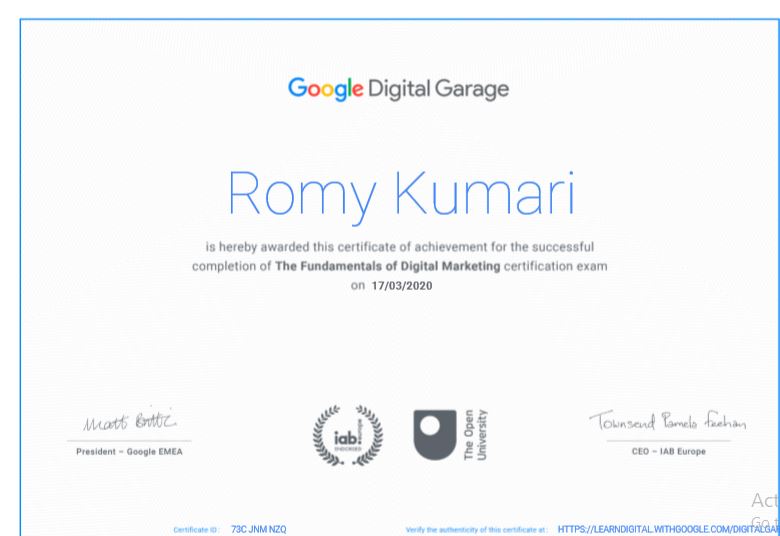 Google Digital Garage
Romy Kumari
is hereby awarded this certificate of achievement for the successful
completion of The Fundamentals of Digital Marketing certification exam
on 17/03/2020
Matt Brittin
Townsend Pamela Feehan
President – Google EMEA
iab europe
ENDORSED
The Open
University
CEO – IAB Europe
Act
Go t
Certificate ID : 73C JNM NZQ
Verify the authenticity of this certificate at : HTTPS://LEARNDIGITAL.WITHGOOGLE.COM/DIGITALGA